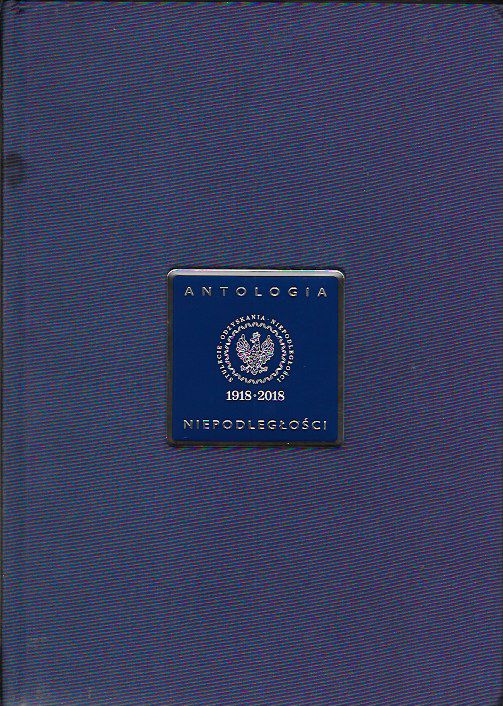 ANTOLOGIA
STULECIE · ODZYSKANIA · NIEPODLEGŁOŚCI
1918·2018
NIEPODLEGŁOŚCI